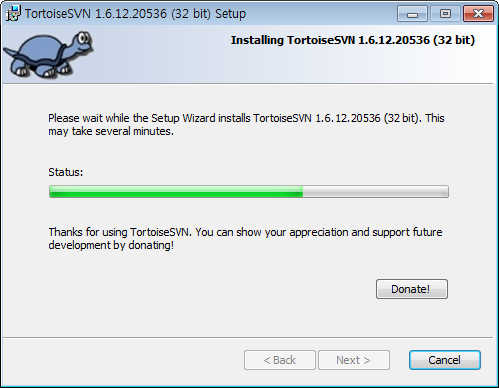 TortoiseSVN 1.6.12.20536 (32 bit) Setup
Installing TortoiseSVN 1.6.12.20536 (32 bit)
Please wait while the Setup Wizard installs TortoiseSVN 1.6.12.20536 (32 bit). This
may take several minutes.
Status:
Thanks for using TortoiseSVN. You can show your appreciation and support future
development by donating!
Donate!
< Back
Next >
Cancel